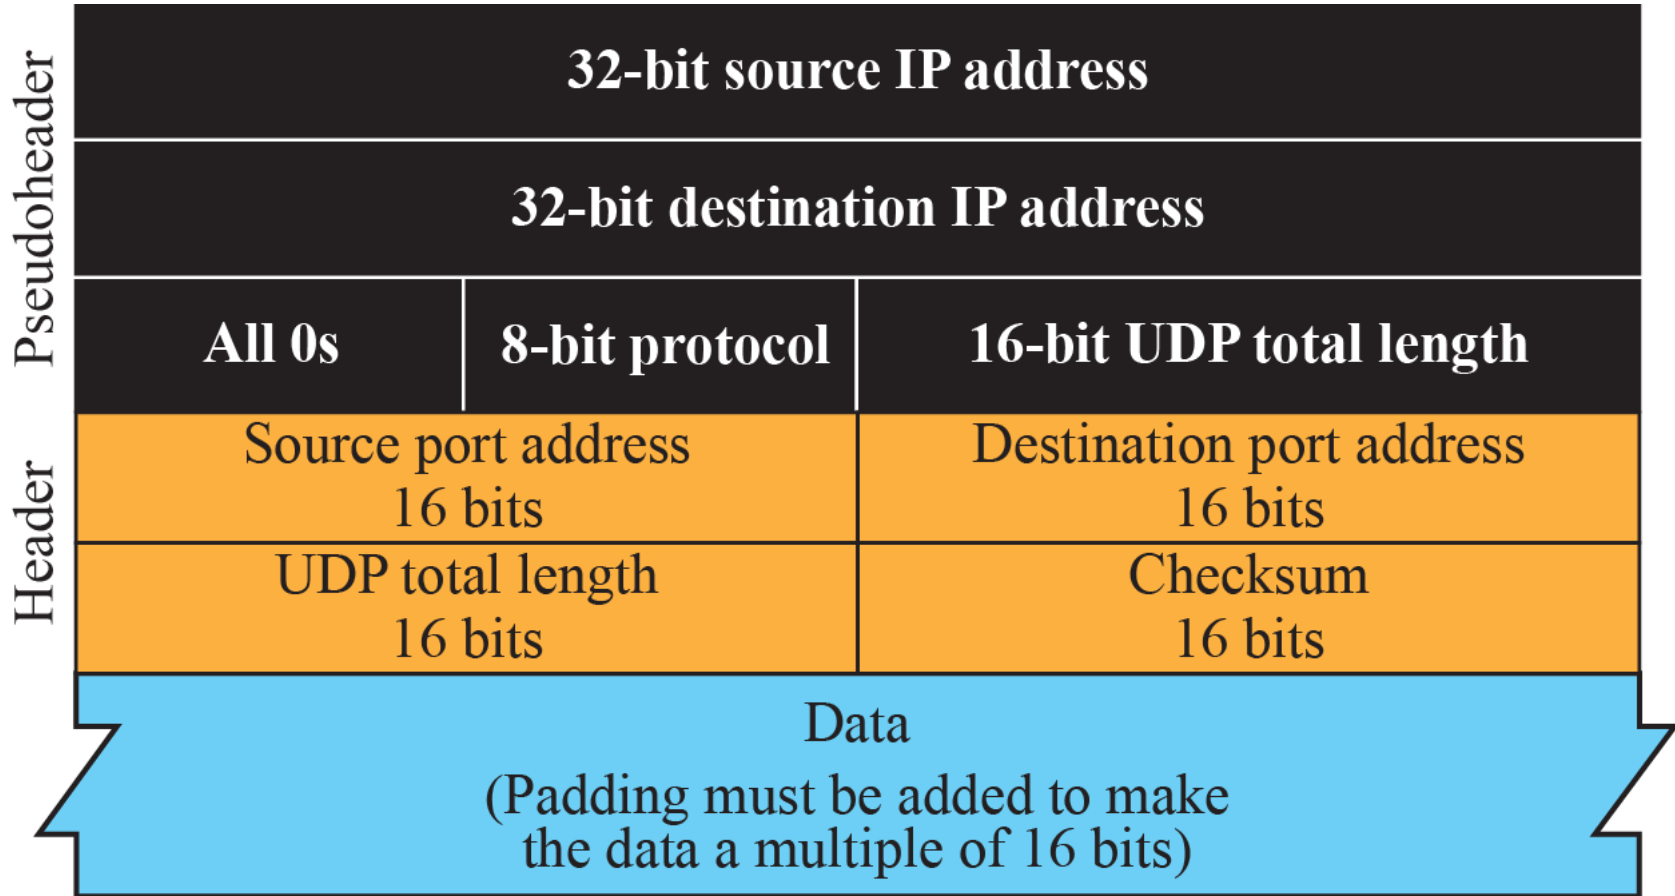 Pseudoheader
32-bit source IP address
32-bit destination IP address
All 0s
8-bit protocol
16-bit UDP total length
Header
Source port address
16 bits
Destination port address
16 bits
UDP total length
16 bits
Checksum
16 bits
Data
(Padding must be added to make
the data a multiple of 16 bits)